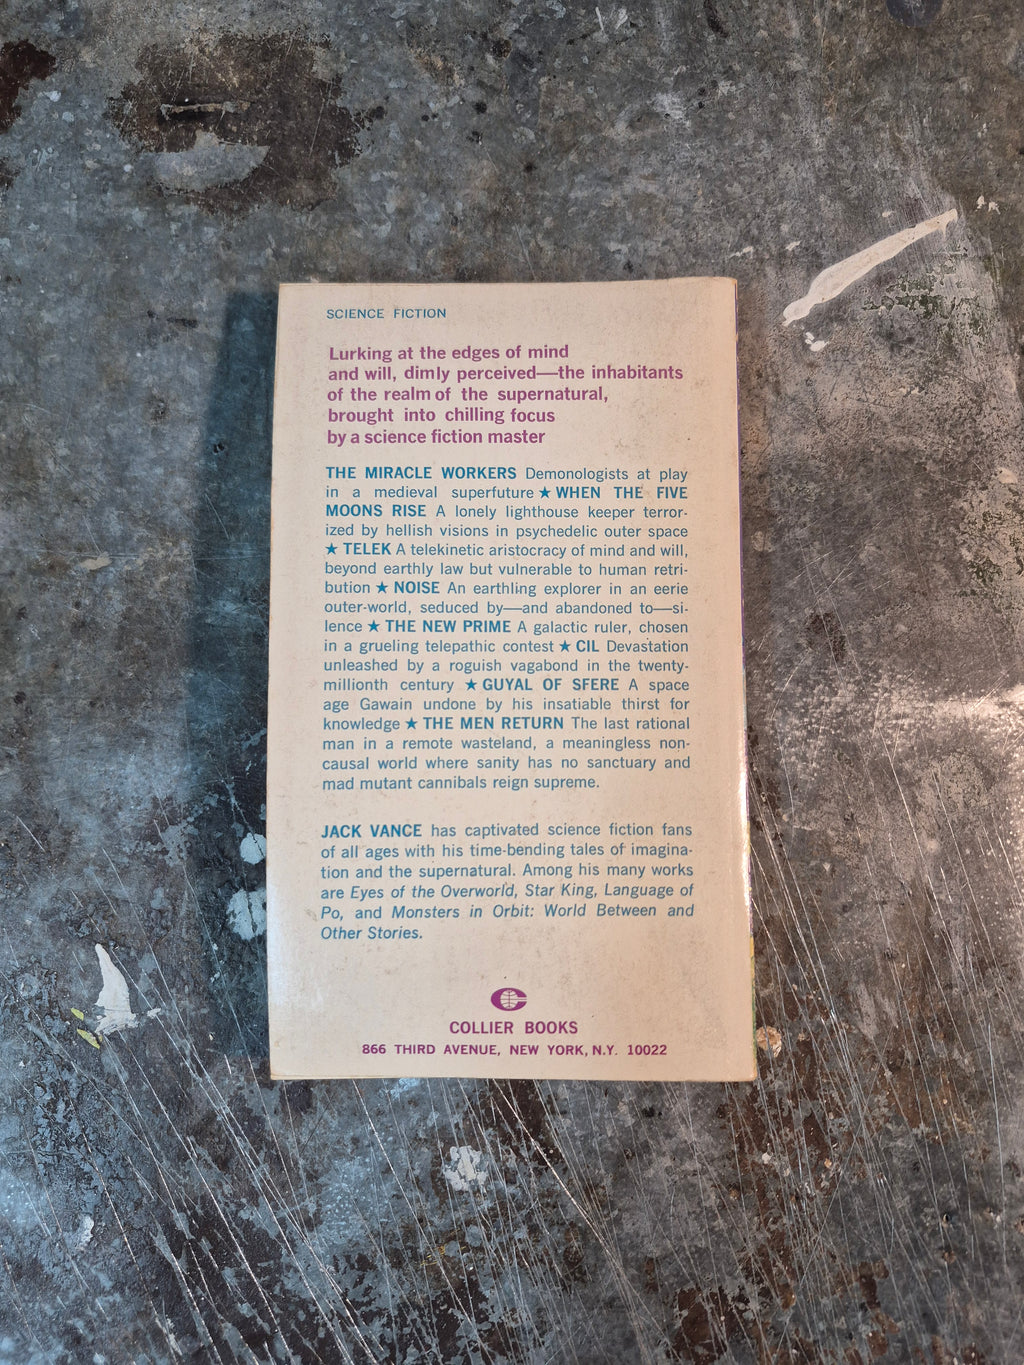 SCIENCE FICTION
Lurking at the edges of mind
and will, dimly perceived—the inhabitants
of the realm of the supernatural,
brought into chilling focus
by a science fiction master
THE MIRACLE WORKERS Demonologists at play
in a medieval superfuture ★ WHEN THE FIVE
MOONS RISE A lonely lighthouse keeper terror-
ized by hellish visions in psychedelic outer space
★ TELEK A telekinetic aristocracy of mind and will,
beyond earthly law but vulnerable to human retri-
bution ★ NOISE An earthling explorer in an eerie
outer-world, seduced by—and abandoned to—si-
lence ★ THE NEW PRIME A galactic ruler, chosen
in a grueling telepathic contest ★ CIL Devastation
unleashed by a roguish vagabond in the twenty-
millionth century ★ GUYAL OF SFERE A space
age Gawain undone by his insatiable thirst for
knowledge ★ THE MEN RETURN The last rational
man in a remote wasteland, a meaningless non-
causal world where sanity has no sanctuary and
mad mutant cannibals reign supreme.
JACK VANCE has captivated science fiction fans
of all ages with his time-bending tales of imagina-
tion and the supernatural. Among his many works
are Eyes of the Overworld, Star King, Language of
Po, and Monsters in Orbit: World Between and
Other Stories.
COLLIER BOOKS
866 THIRD AVENUE, NEW YORK, N.Y. 10022